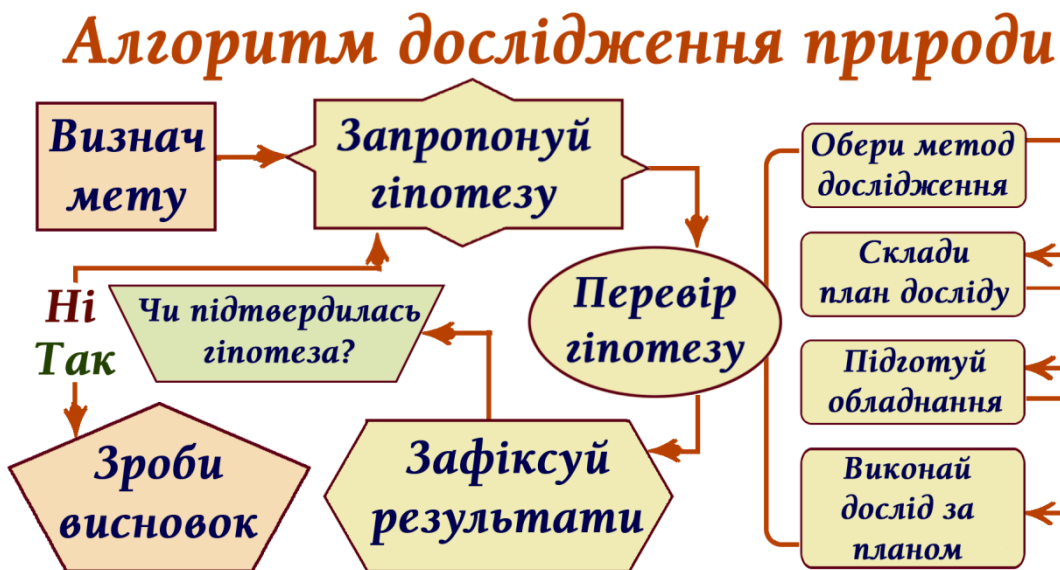 Алгоритм дослідження природи
Визнач
мету
Запропонуй
гіпотезу
Перевір
гіпотезу
Обери метод
дослідження
Склади
план досліду
Підготуй
обладнання
Виконай
дослід за
планом
Зафіксуй
результати
Чи підтвердилась
гіпотеза?
Ні
Так
Зроби
висновок